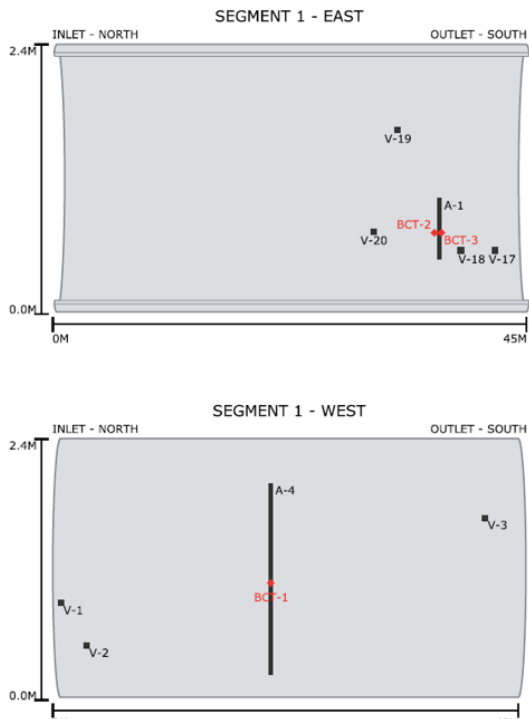 SEGMENT 1 - EAST
INLET - NORTH OUTLET - SOUTH
2.4M
V-19
A-1
BCT-2
V-20 BCT-3
V-18 V-17
0.0M
0M 45M
SEGMENT 1 - WEST
INLET - NORTH OUTLET - SOUTH
2.4M
A-4
V-3
BCT-1
V-1
V-2
0.0M